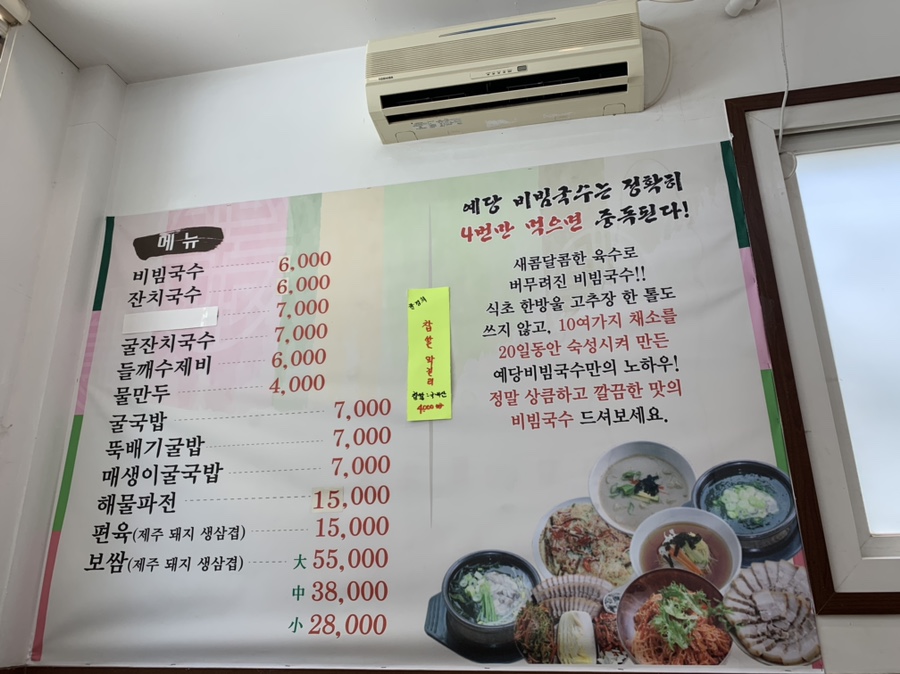 메뉴
비빔국수 6,000
잔치국수 6,000
7,000
굴잔치국수 7,000
들깨수제비 6,000
물만두 4,000
굴국밥 7,000
뚝배기굴밥 7,000
매생이굴국밥 7,000
해물파전 15,000
편육(제주 돼지 생삼겹) 15,000
보쌈(제주 돼지 생삼겹) 大 55,000
中 38,000
小 28,000
찹쌀 막걸리
4000
예당 비빔국수는 정확히
4번만 먹으면 중독된다!
새콤달콤한 육수로
버무려진 비빔국수!!
식초 한방울 고추장 한 톨도
쓰지 않고, 10여가지 채소를
20일동안 숙성시켜 만든
예당비빔국수만의 노하우!
정말 상큼하고 깔끔한 맛의
비빔국수 드셔보세요.